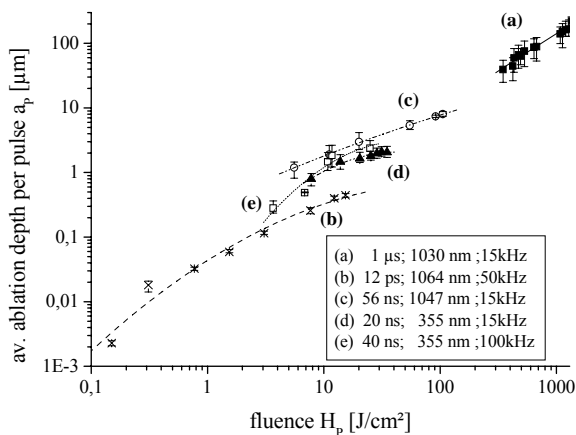 (a)
100
10
(c)
1
(d)
(e)
(b)
0,1
0,01
1E-3
av. ablation depth per pulse aP [µm]
(a) 1 µs; 1030 nm ;15kHz
(b) 12 ps; 1064 nm ;50kHz
(c) 56 ns; 1047 nm ;15kHz
(d) 20 ns; 355 nm ;15kHz
(e) 40 ns; 355 nm ;100kHz
0,1 1 10 100 1000
fluence HP [J/cm²]